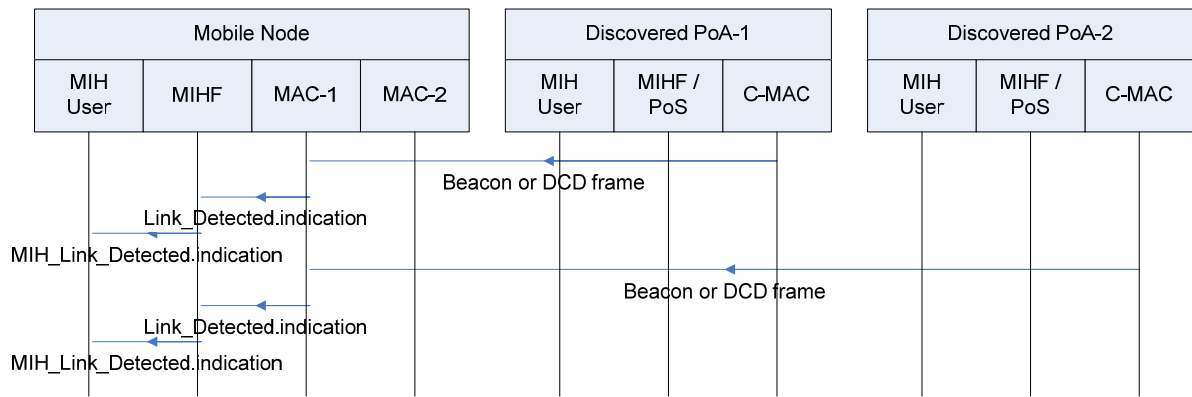 Mobile Node
Discovered PoA-1
Discovered PoA-2
MIH
User
MIHF
MAC-1
MAC-2
MIH
User
MIHF /
PoS
C-MAC
MIH
User
MIHF /
PoS
C-MAC
Beacon or DCD frame
Link_Detected.indication
MIH_Link_Detected.indication
Beacon or DCD frame
Link_Detected.indication
MIH_Link_Detected.indication